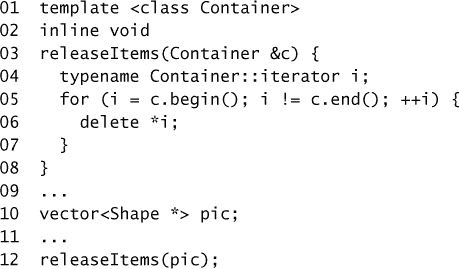 01 template <class Container>
02 inline void
03 releaseItems(Container &c) {
04   typename Container::iterator i;
05   for (i = c.begin(); i != c.end(); ++i) {
06     delete *i;
07   }
08 }
09 ...
10 vector<Shape *> pic;
11 ...
12 releaseItems(pic);